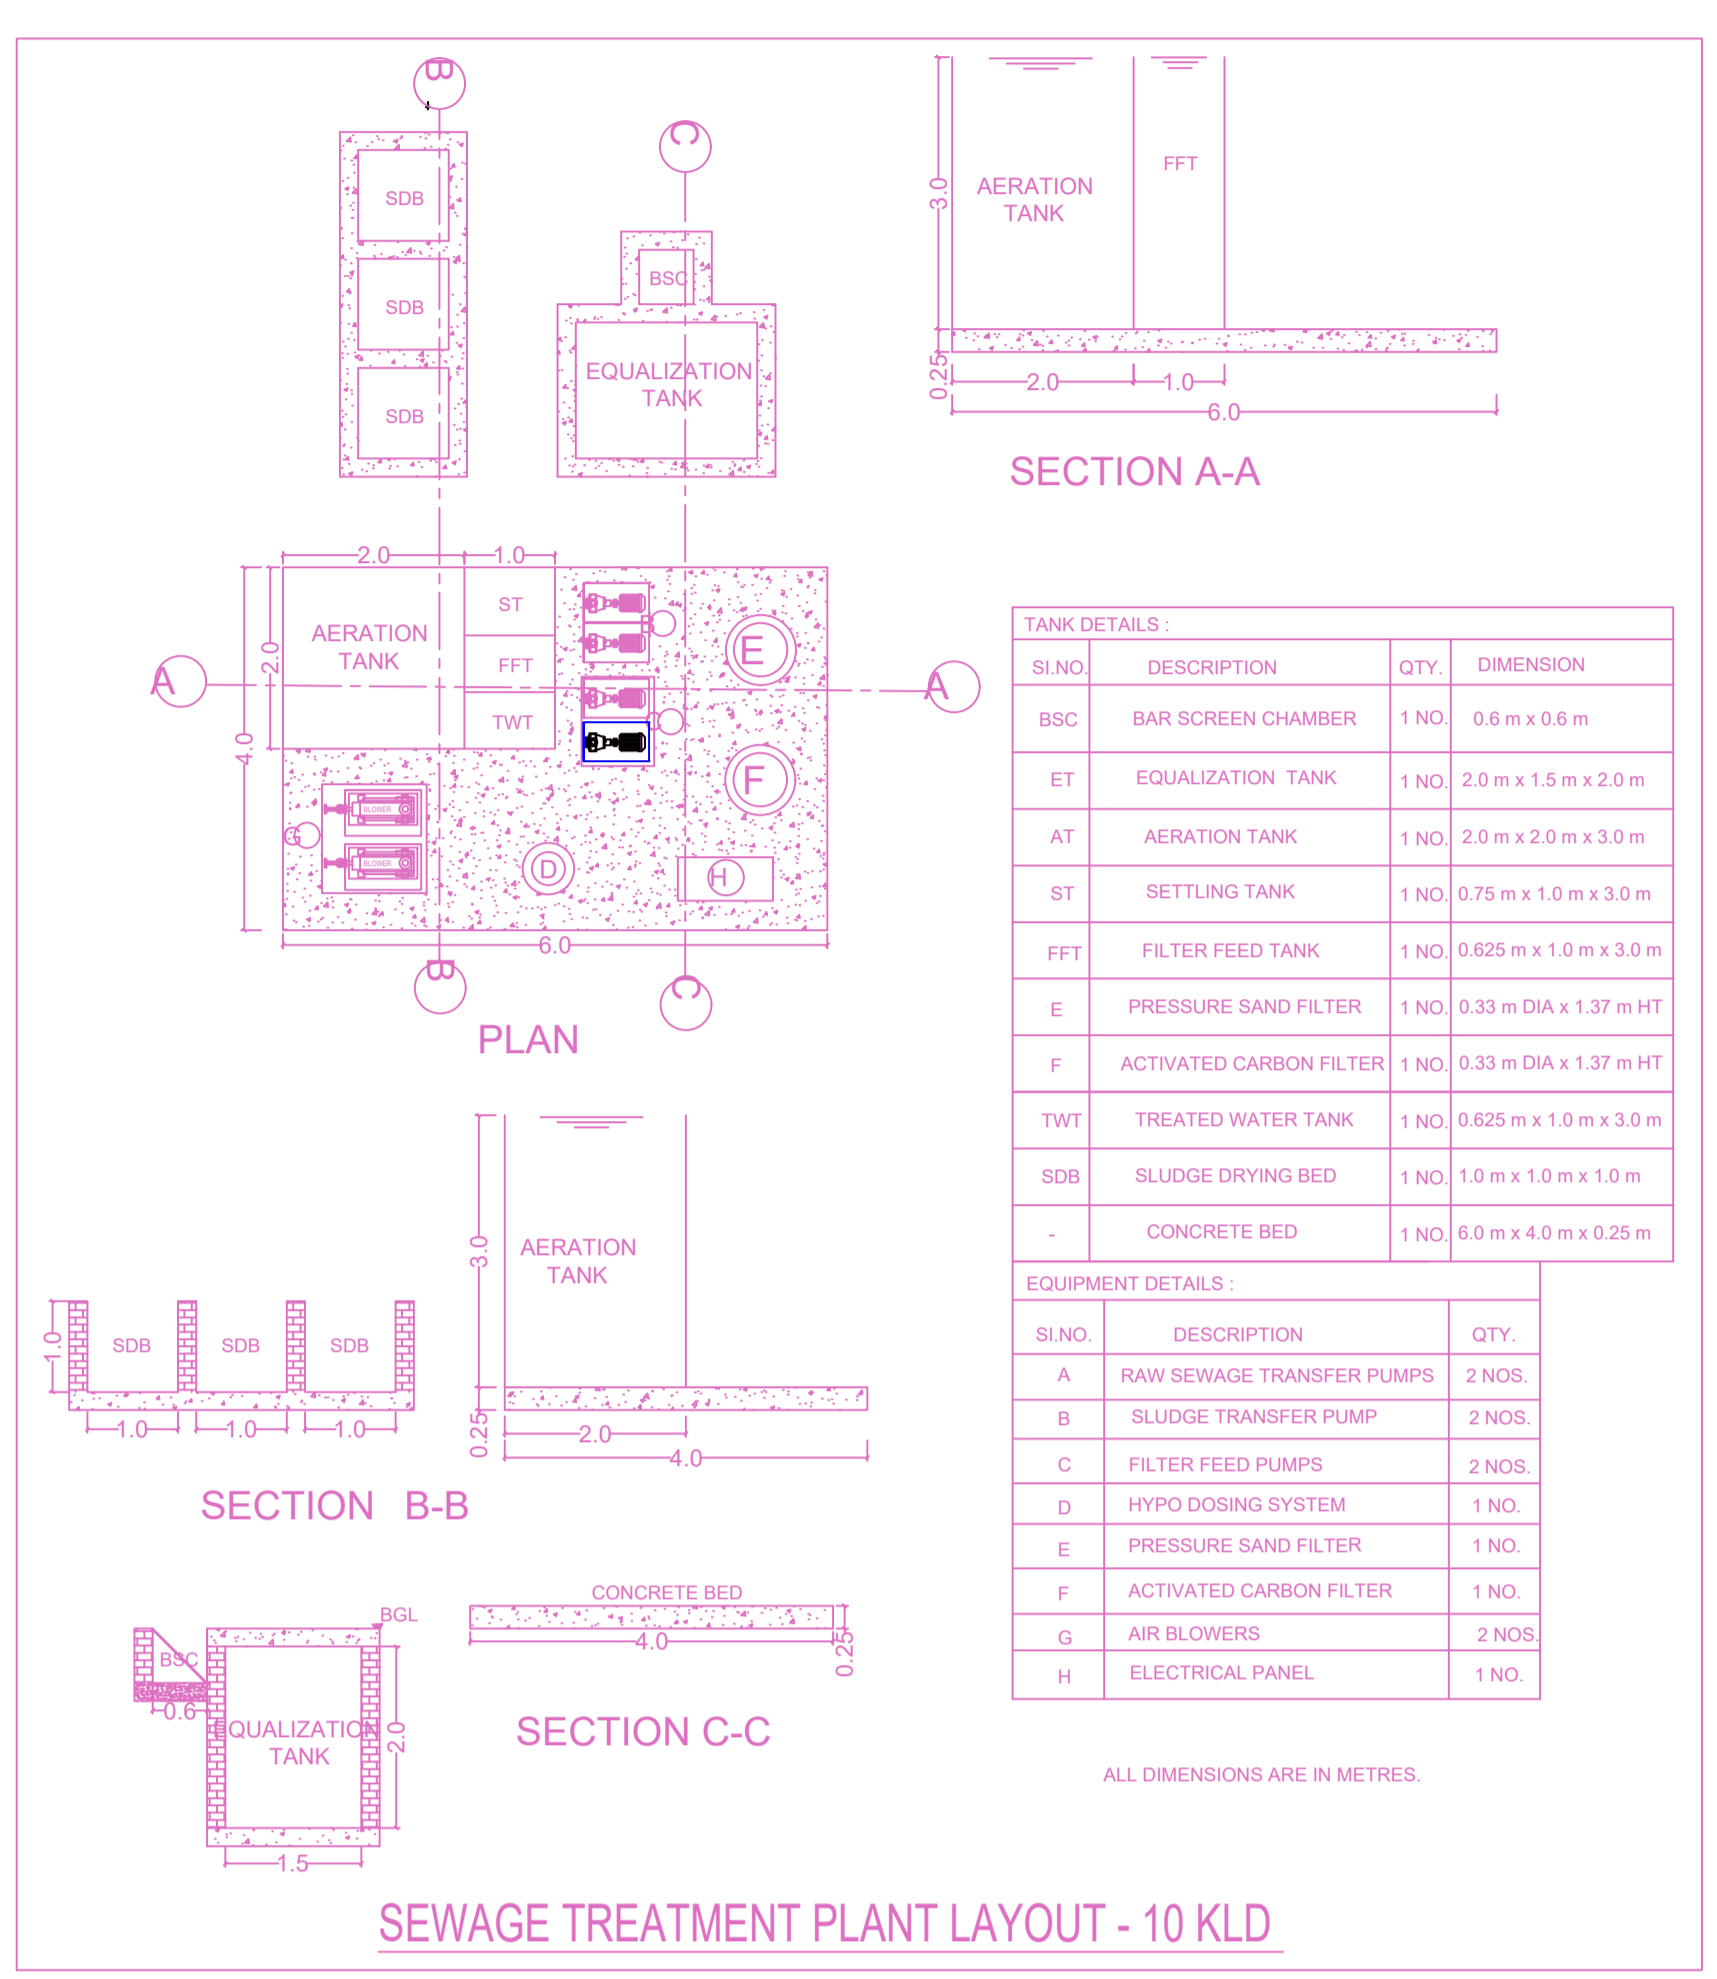 B
C
SDB
SDB
SDB
BSC
EQUALIZATION
TANK
3.0
AERATION
TANK
FFT
0.25
2.0
1.0
6.0
SECTION A-A
2.0
1.0
4.0
2.0
AERATION
TANK
ST
FFT
TWT
A
A
B
C
E
F
G
BLOWER
BLOWER
D
H
6.0
B
C
PLAN
TANK DETAILS :
SI.NO. DESCRIPTION QTY. DIMENSION
BSC BAR SCREEN CHAMBER 1 NO. 0.6 m x 0.6 m
ET EQUALIZATION TANK 1 NO. 2.0 m x 1.5 m x 2.0 m
AT AERATION TANK 1 NO. 2.0 m x 2.0 m x 3.0 m
ST SETTLING TANK 1 NO. 0.75 m x 1.0 m x 3.0 m
FFT FILTER FEED TANK 1 NO. 0.625 m x 1.0 m x 3.0 m
E PRESSURE SAND FILTER 1 NO. 0.33 m DIA x 1.37 m HT
F ACTIVATED CARBON FILTER 1 NO. 0.33 m DIA x 1.37 m HT
TWT TREATED WATER TANK 1 NO. 0.625 m x 1.0 m x 3.0 m
SDB SLUDGE DRYING BED 1 NO. 1.0 m x 1.0 m x 1.0 m
- CONCRETE BED 1 NO. 6.0 m x 4.0 m x 0.25 m
EQUIPMENT DETAILS :
SI.NO. DESCRIPTION QTY.
A RAW SEWAGE TRANSFER PUMPS 2 NOS.
B SLUDGE TRANSFER PUMP 2 NOS.
C FILTER FEED PUMPS 2 NOS.
D HYPO DOSING SYSTEM 1 NO.
E PRESSURE SAND FILTER 1 NO.
F ACTIVATED CARBON FILTER 1 NO.
G AIR BLOWERS 2 NOS.
H ELECTRICAL PANEL 1 NO.
ALL DIMENSIONS ARE IN METRES.
1.0
SDB
SDB
SDB
1.0
1.0
1.0
3.0
AERATION
TANK
0.25
2.0
4.0
SECTION B-B
BGL
BSC
0.6
EQUALIZATION
TANK
2.0
1.5
CONCRETE BED
4.0
0.25
SECTION C-C
SEWAGE TREATMENT PLANT LAYOUT - 10 KLD